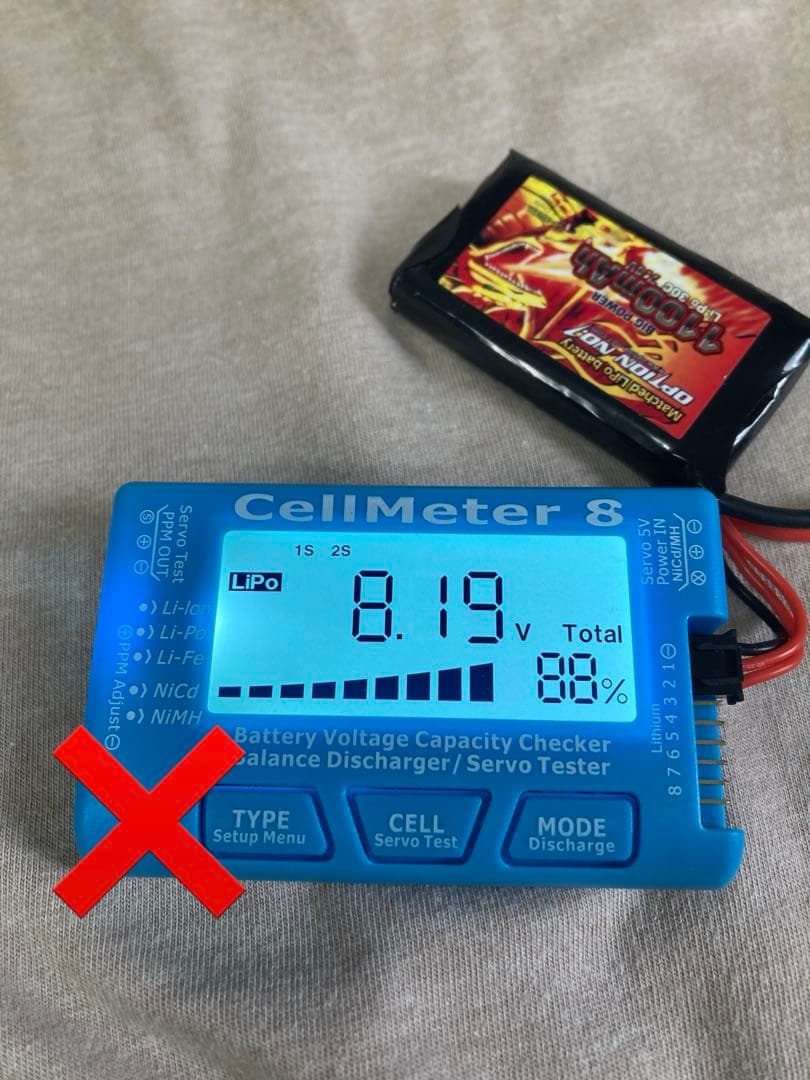 Matched LiPo battery
OPTION NO.1
BIG POWER
1100mAh
Li-Po 30C 7.4V
CellMeter 8
Servo Test
PPM OUT
S ⊕ ⊖
Li-Ion
Li-Po
Li-Fe
NiCd
NiMH
⊕ PPM Adjust ⊖
1S 2S
LiPo
8.19 V Total
88%
Servo 5V
Power IN
NiCd/MH
Lithium
8 7 6 5 4 3 2 1 ⊖
Battery Voltage Capacity Checker
Balance Discharger / Servo Tester
TYPE
Setup Menu
CELL
Servo Test
MODE
Discharge